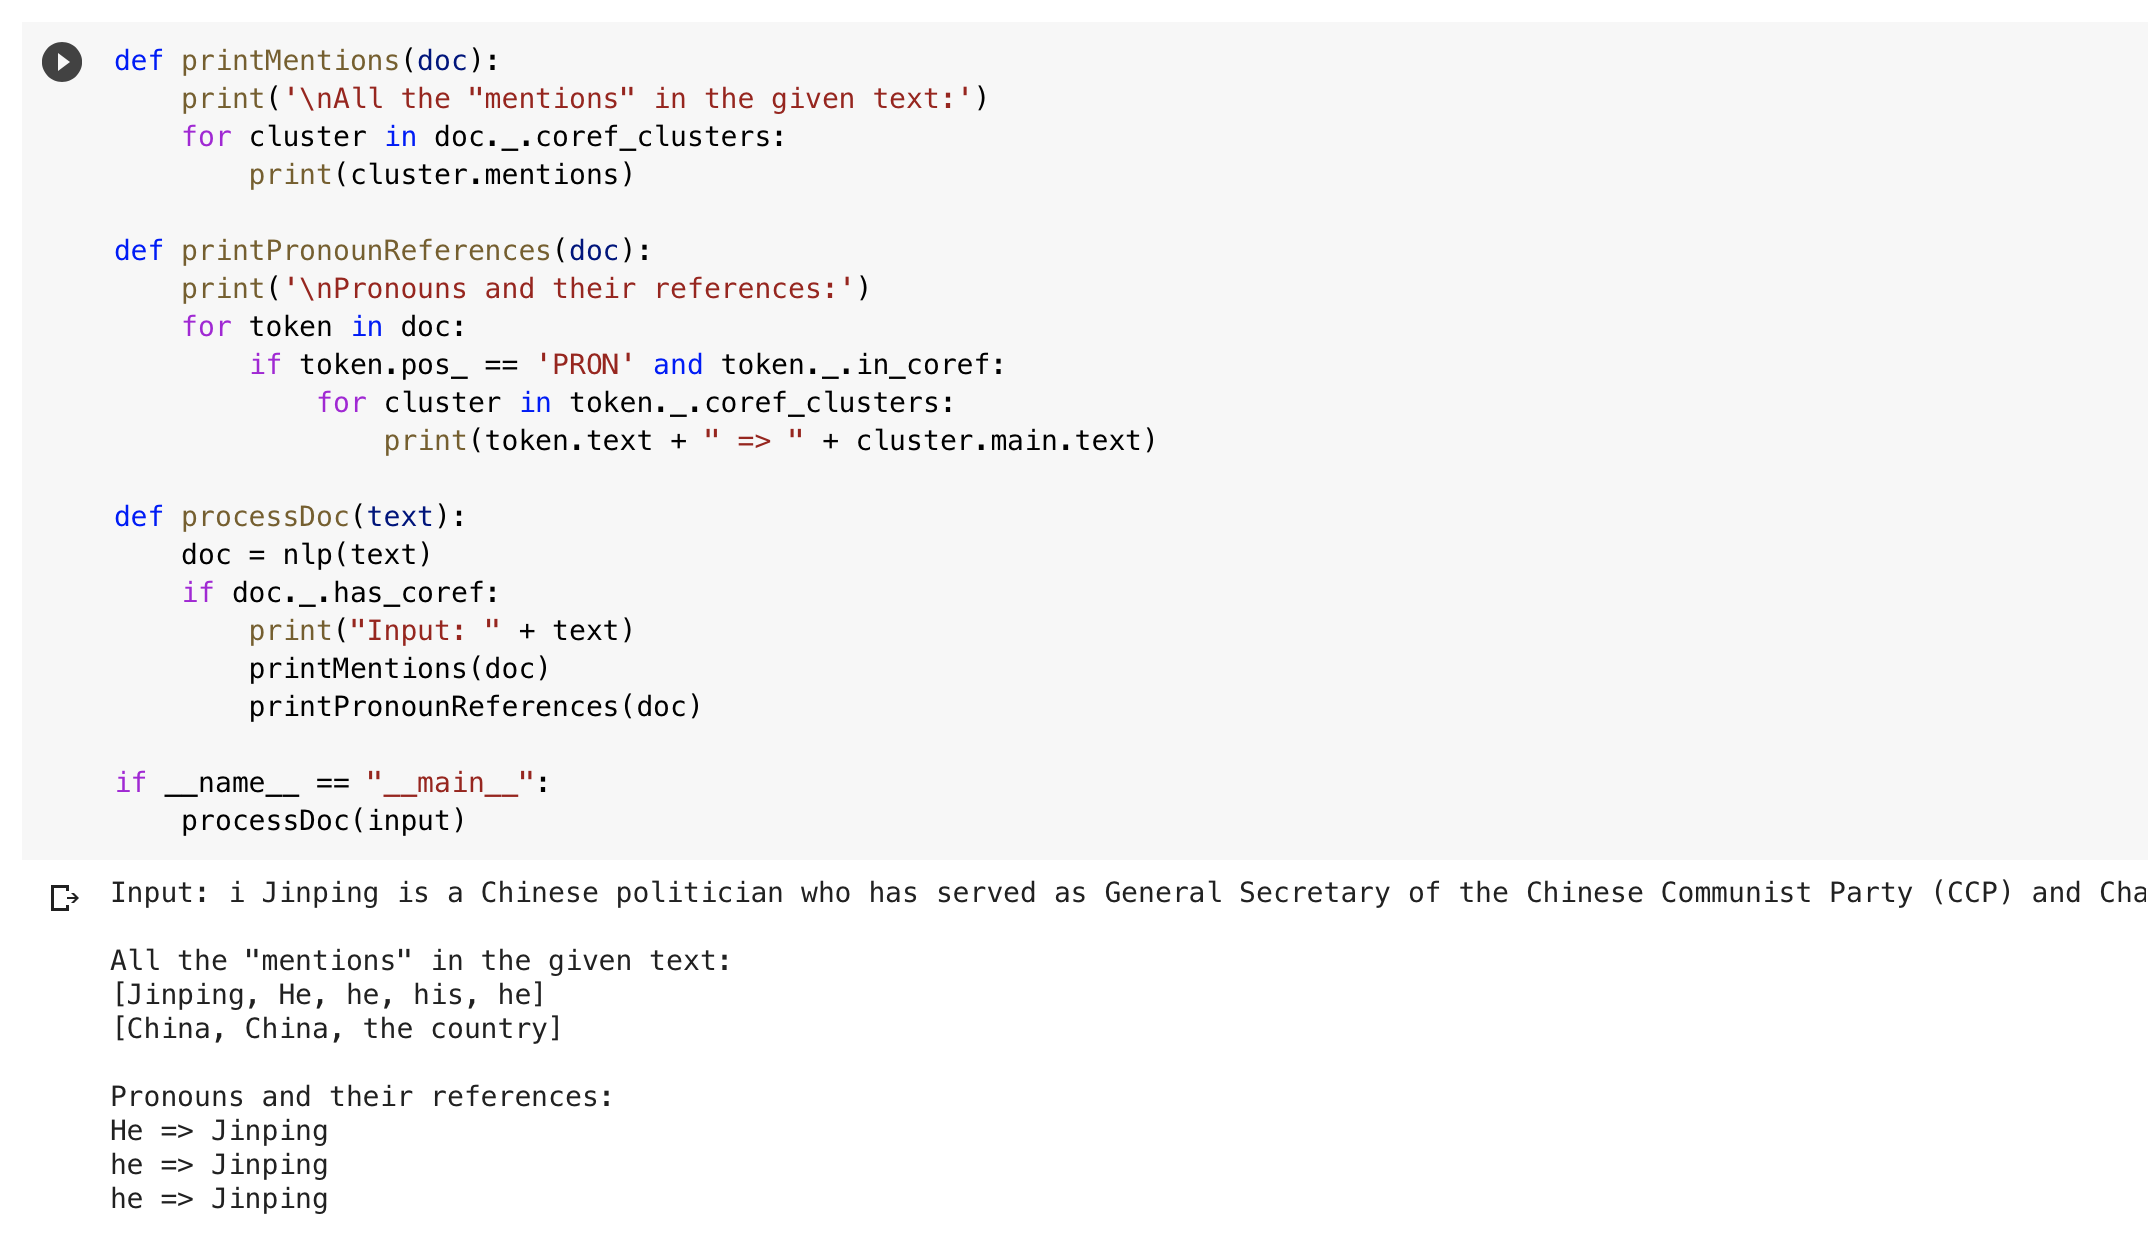 def printMentions(doc):
    print('\nAll the "mentions" in the given text:')
    for cluster in doc._.coref_clusters:
        print(cluster.mentions)

def printPronounReferences(doc):
    print('\nPronouns and their references:')
    for token in doc:
        if token.pos_ == 'PRON' and token._.in_coref:
            for cluster in token._.coref_clusters:
                print(token.text + " => " + cluster.main.text)

def processDoc(text):
    doc = nlp(text)
    if doc._.has_coref:
        print("Input: " + text)
        printMentions(doc)
        printPronounReferences(doc)

if __name__ == "__main__":
    processDoc(input)
Input: i Jinping is a Chinese politician who has served as General Secretary of the Chinese Communist Party (CCP) and Cha

All the "mentions" in the given text:
[Jinping, He, he, his, he]
[China, China, the country]

Pronouns and their references:
He => Jinping
he => Jinping
he => Jinping